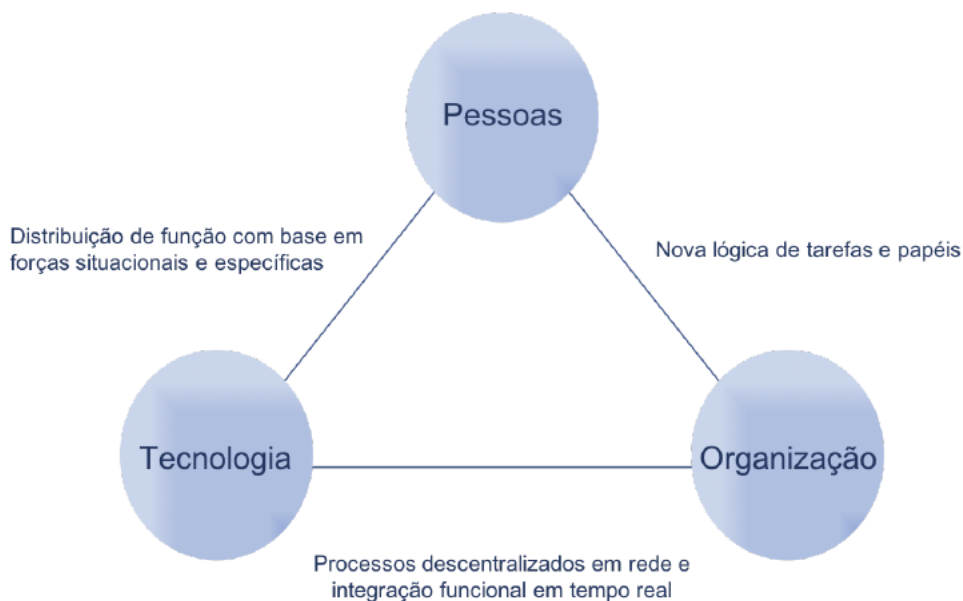 Pessoas
Distribuição de função com base em
forças situacionais e específicas
Nova lógica de tarefas e papéis
Tecnologia
Organização
Processos descentralizados em rede e
integração funcional em tempo real